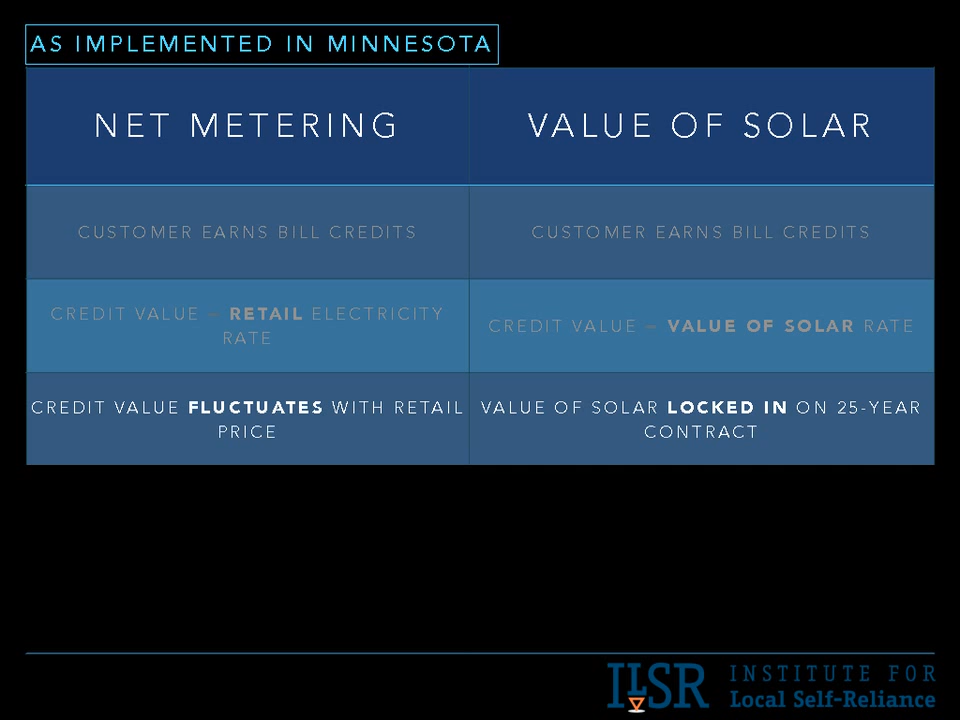 AS IMPLEMENTED IN MINNESOTA
NET METERING
VALUE OF SOLAR
CUSTOMER EARNS BILL CREDITS
CUSTOMER EARNS BILL CREDITS
CREDIT VALUE = RETAIL ELECTRICITY
RATE
CREDIT VALUE = VALUE OF SOLAR RATE
CREDIT VALUE FLUCTUATES WITH RETAIL
PRICE
VALUE OF SOLAR LOCKED IN ON 25-YEAR
CONTRACT
ILSR
INSTITUTE FOR
Local Self-Reliance